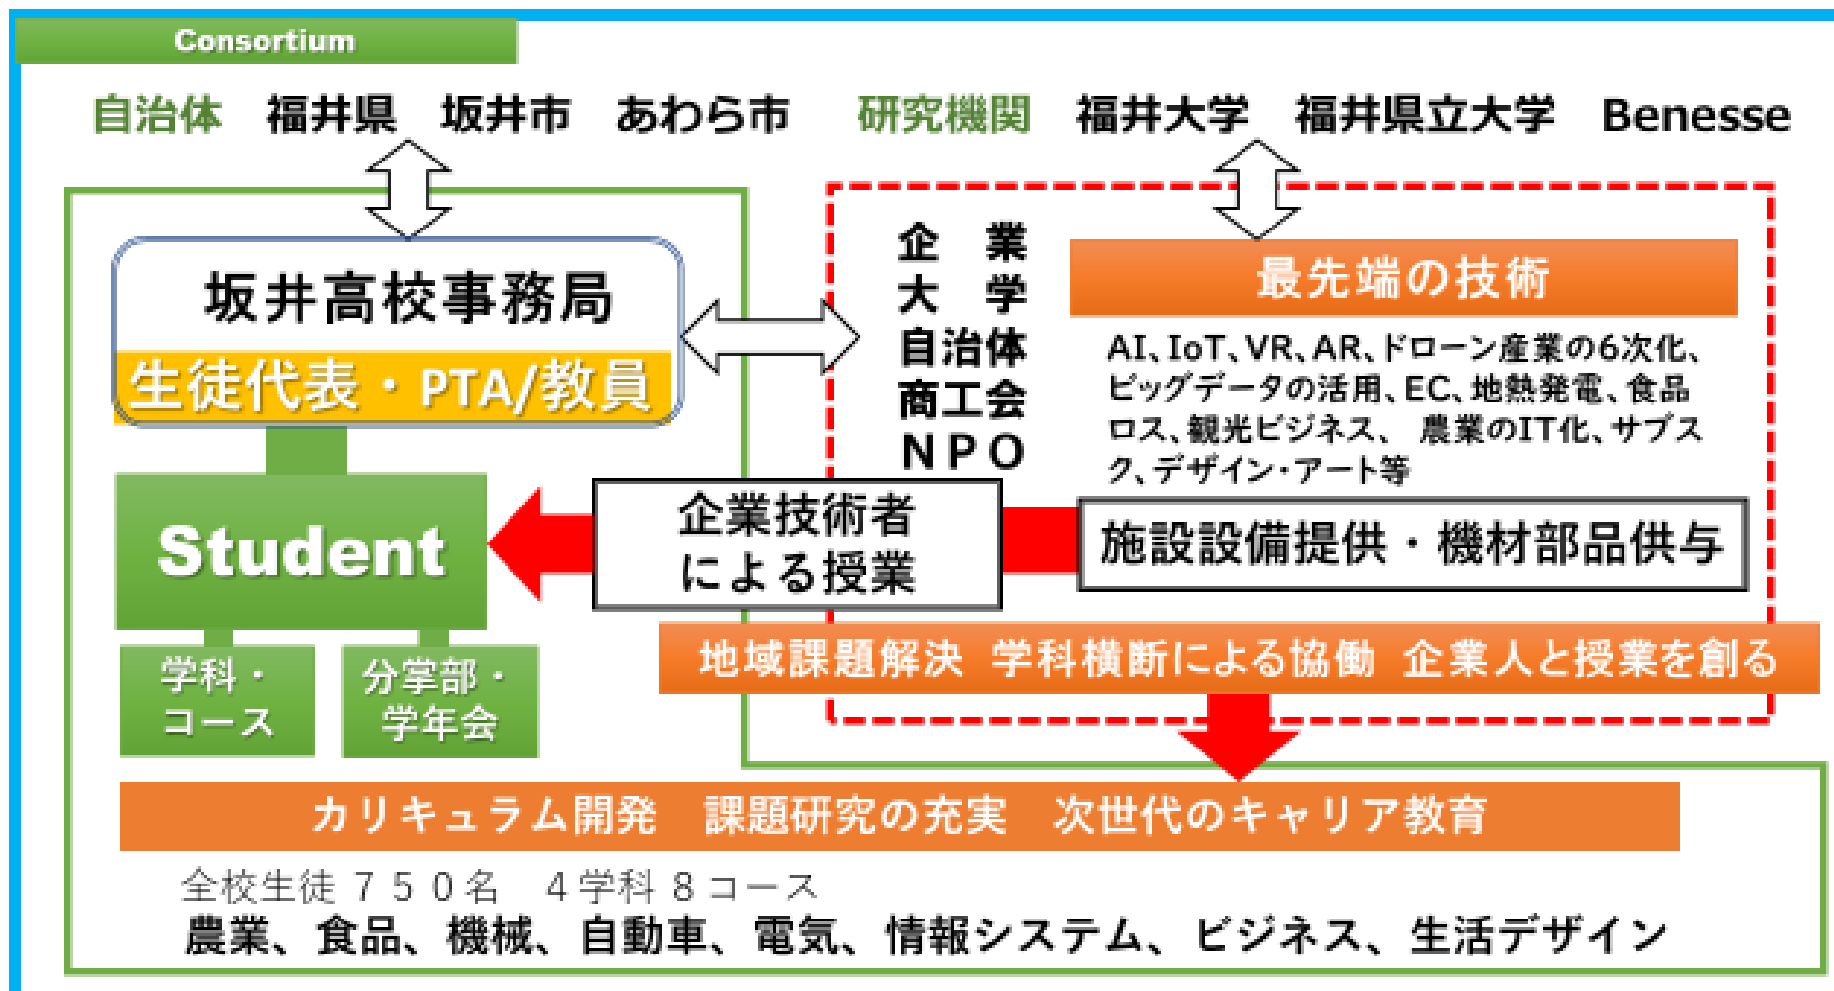 Consortium
自治体　福井県　坂井市　あわら市　研究機関　福井大学　福井県立大学　Benesse
坂井高校事務局
生徒代表・PTA/教員
Student
学科・
コース
分掌部・
学年会
企　業
大　学
自治体
商工会
ＮＰＯ
最先端の技術
AI、IoT、VR、AR、ドローン産業の6次化、
ビッグデータの活用、EC、地熱発電、食品
ロス、観光ビジネス、　農業のIT化、サブス
ク、デザイン・アート等
企業技術者
による授業
施設設備提供・機材部品供与
地域課題解決　学科横断による協働　企業人と授業を創る
カリキュラム開発　課題研究の充実　次世代のキャリア教育
全校生徒７５０名　４学科８コース
農業、食品、機械、自動車、電気、情報システム、ビジネス、生活デザイン